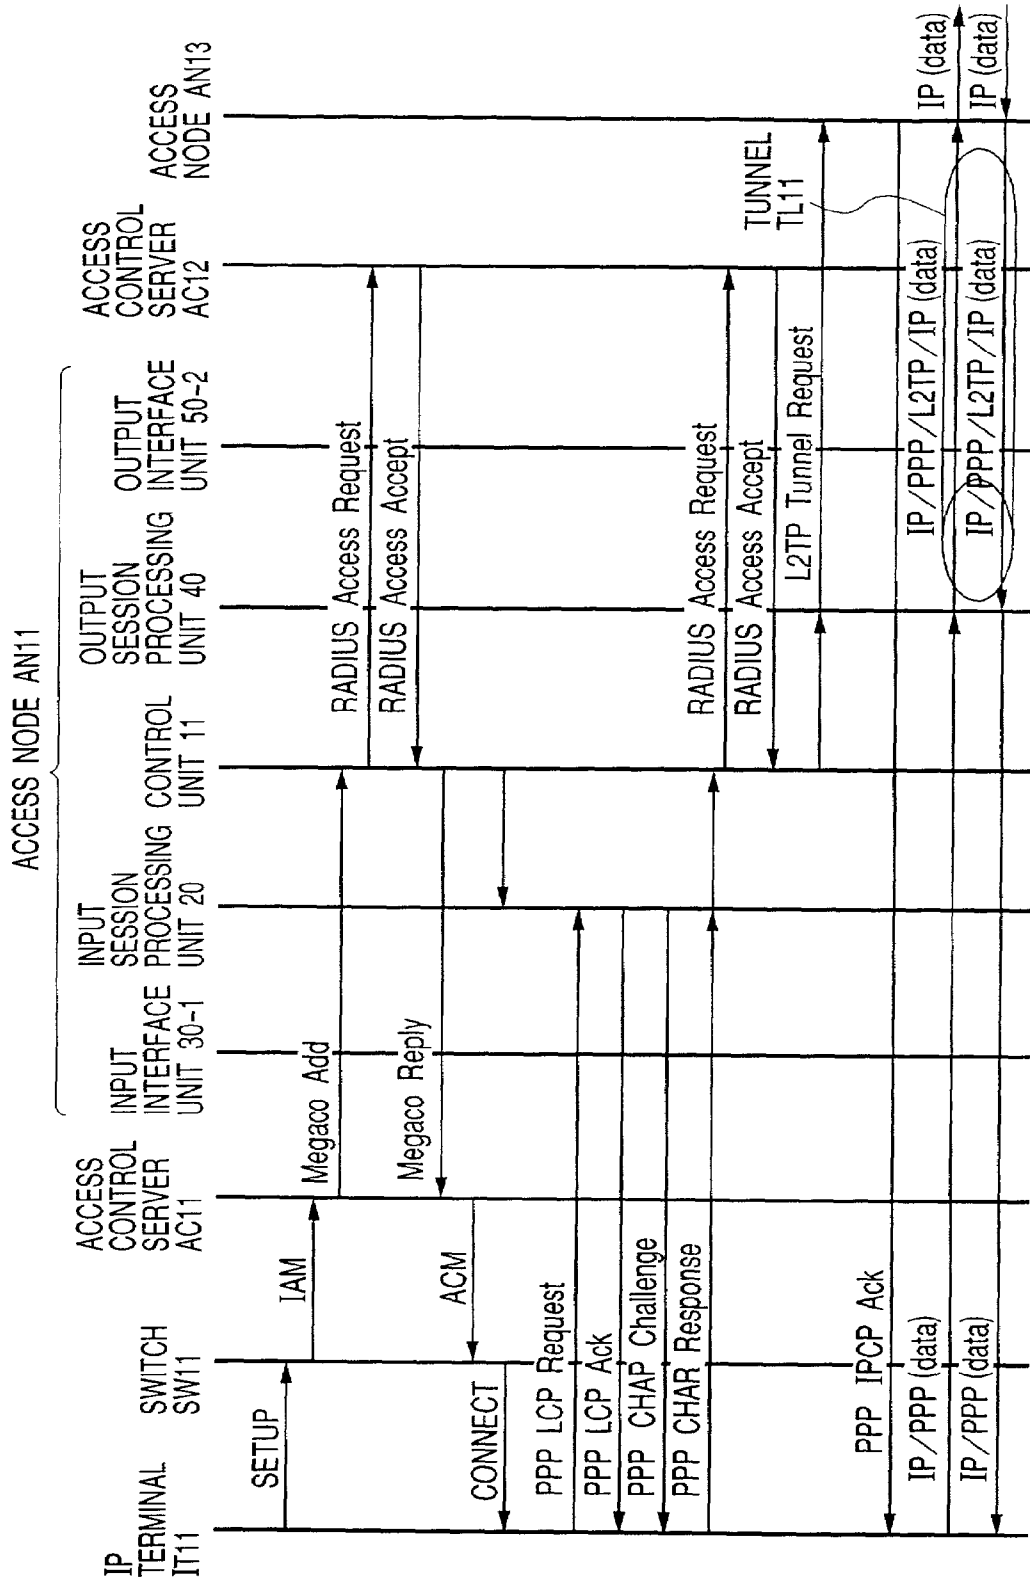 ACCESS NODE AN11
IP
TERMINAL
IT11
SWITCH
SW11
ACCESS
CONTROL
SERVER
AC11
INPUT
INTERFACE
UNIT 30-1
INPUT
SESSION
PROCESSING
UNIT 20
CONTROL
UNIT 11
OUTPUT
SESSION
PROCESSING
UNIT 40
OUTPUT
INTERFACE
UNIT 50-2
ACCESS
CONTROL
SERVER
AC12
ACCESS
NODE AN13
SETUP
IAM
Megaco Add
RADIUS Access Request
RADIUS Access Accept
Megaco Reply
ACM
CONNECT
PPP LCP Request
PPP LCP Ack
PPP CHAP Challenge
PPP CHAR Response
RADIUS Access Request
RADIUS Access Accept
L2TP Tunnel Request
TUNNEL
TL11
PPP IPCP Ack
IP/PPP (data)
IP/PPP/L2TP/IP (data)
IP (data)
IP/PPP (data)
IP/PPP/L2TP/IP (data)
IP (data)